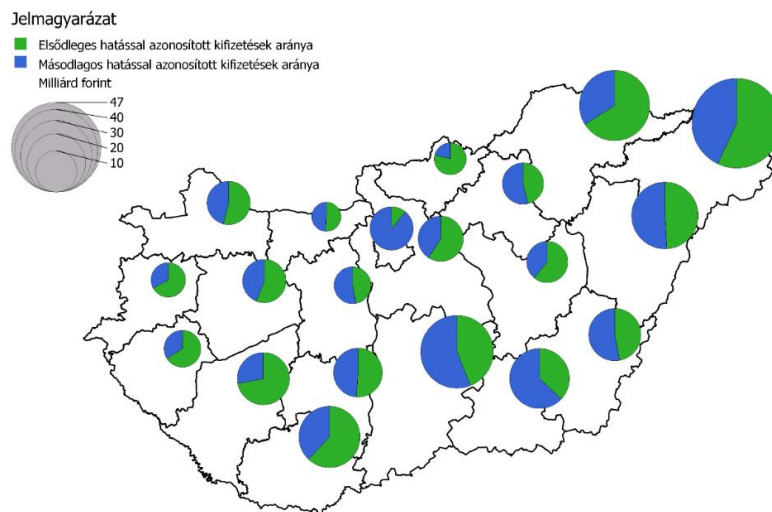 Jelmagyarázat
Elsődleges hatással azonosított kifizetések aránya
Másodlagos hatással azonosított kifizetések aránya
Milliárd forint
47
40
30
20
10